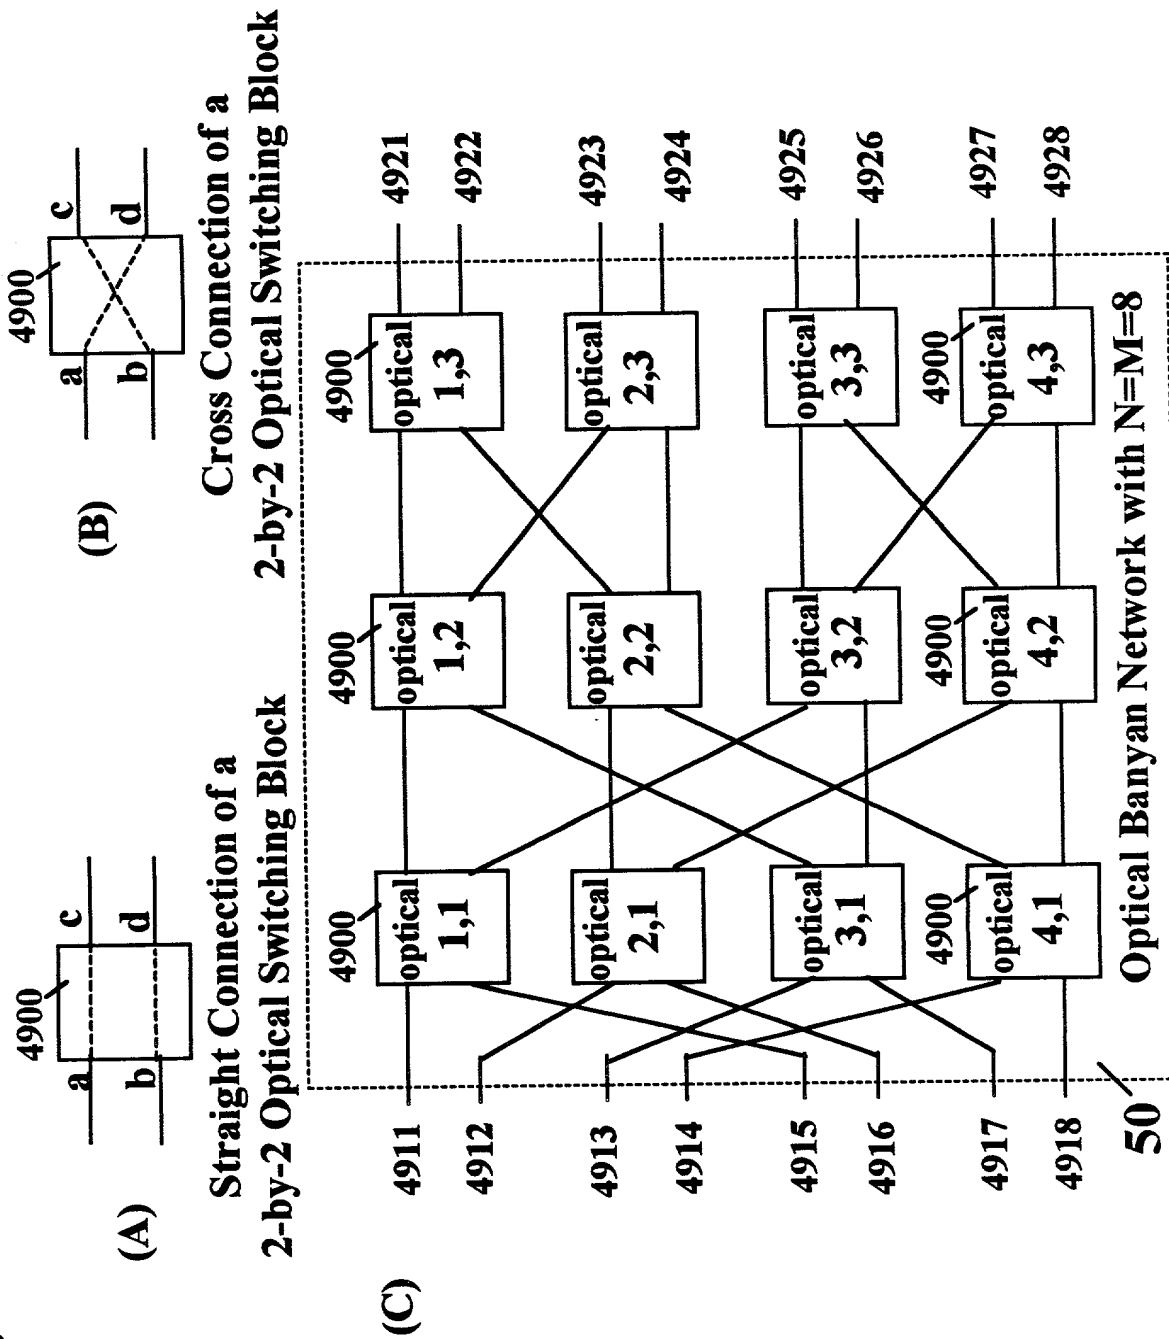 (A)
4900
a
c
b
d
Straight Connection of a
2-by-2 Optical Switching Block
(B)
4900
a
c
b
d
Cross Connection of a
2-by-2 Optical Switching Block
(C)
4911
4912
4913
4914
4915
4916
4917
4918
4900
optical
1,1
optical
2,1
optical
3,1
4900
optical
4,1
4900
optical
1,2
optical
2,2
optical
3,2
4900
optical
4,2
4900
optical
1,3
optical
2,3
optical
3,3
4900
optical
4,3
4921
4922
4923
4924
4925
4926
4927
4928
Optical Banyan Network with N=M=8
50